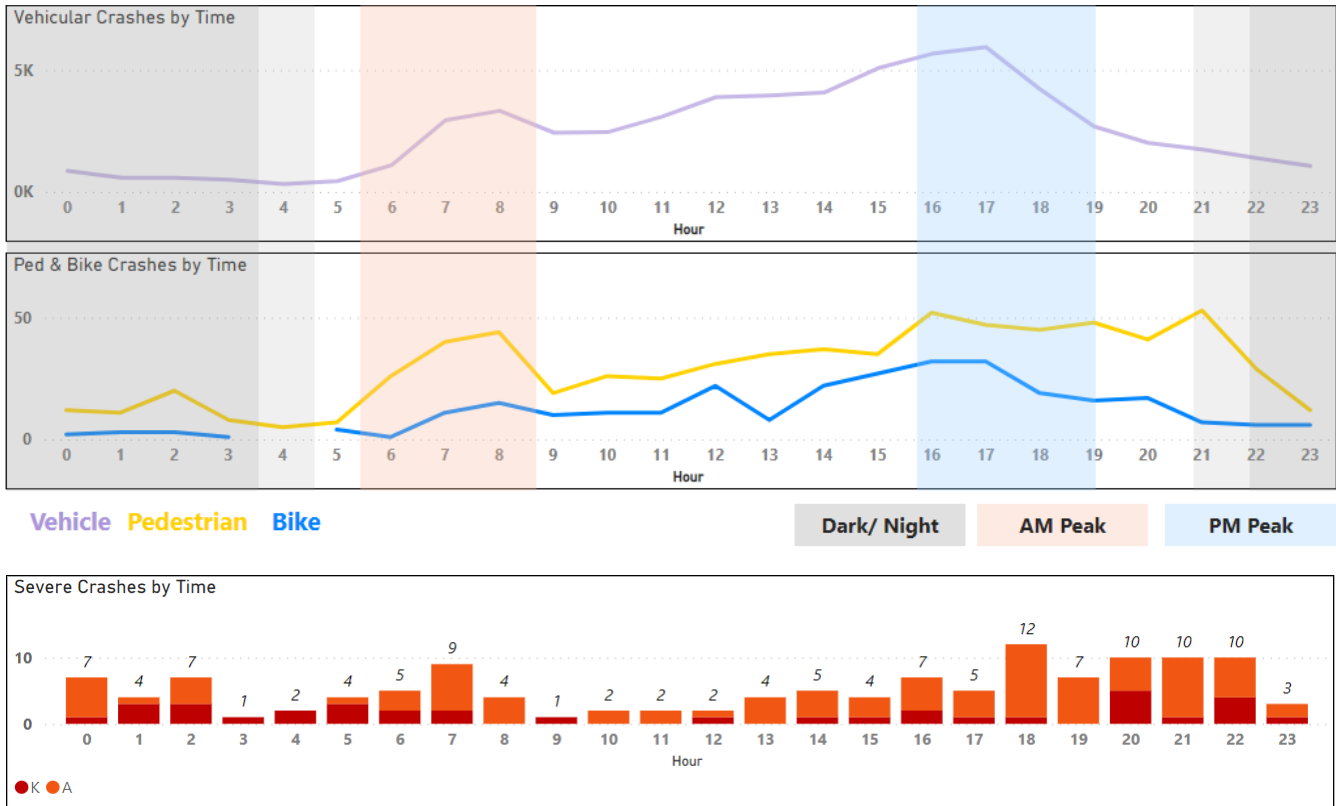 Vehicular Crashes by Time
5K
0K
0 1 2 3 4 5 6 7 8 9 10 11 12 13 14 15 16 17 18 19 20 21 22 23
Hour
Ped & Bike Crashes by Time
50
0
0 1 2 3 4 5 6 7 8 9 10 11 12 13 14 15 16 17 18 19 20 21 22 23
Hour
Vehicle Pedestrian Bike Dark/ Night AM Peak PM Peak
Severe Crashes by Time
10
0
7 4 7 1 2 4 5 9 4 1 2 2 2 4 5 4 7 5 12 7 10 10 10 3
0 1 2 3 4 5 6 7 8 9 10 11 12 13 14 15 16 17 18 19 20 21 22 23
Hour
K A